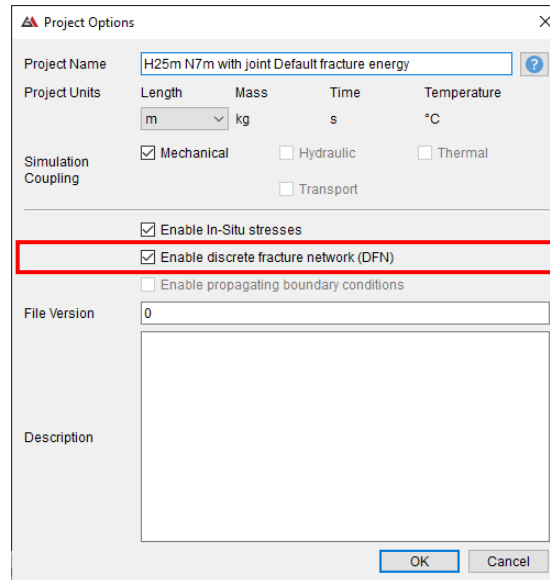 Project Options
Project Name H25m N7m with joint Default fracture energy ?
Project Units Length Mass Time Temperature
m kg s °C
Simulation Coupling Mechanical Hydraulic Thermal
Transport
Enable In-Situ stresses
Enable discrete fracture network (DFN)
Enable propagating boundary conditions
File Version 0
Description
OK Cancel